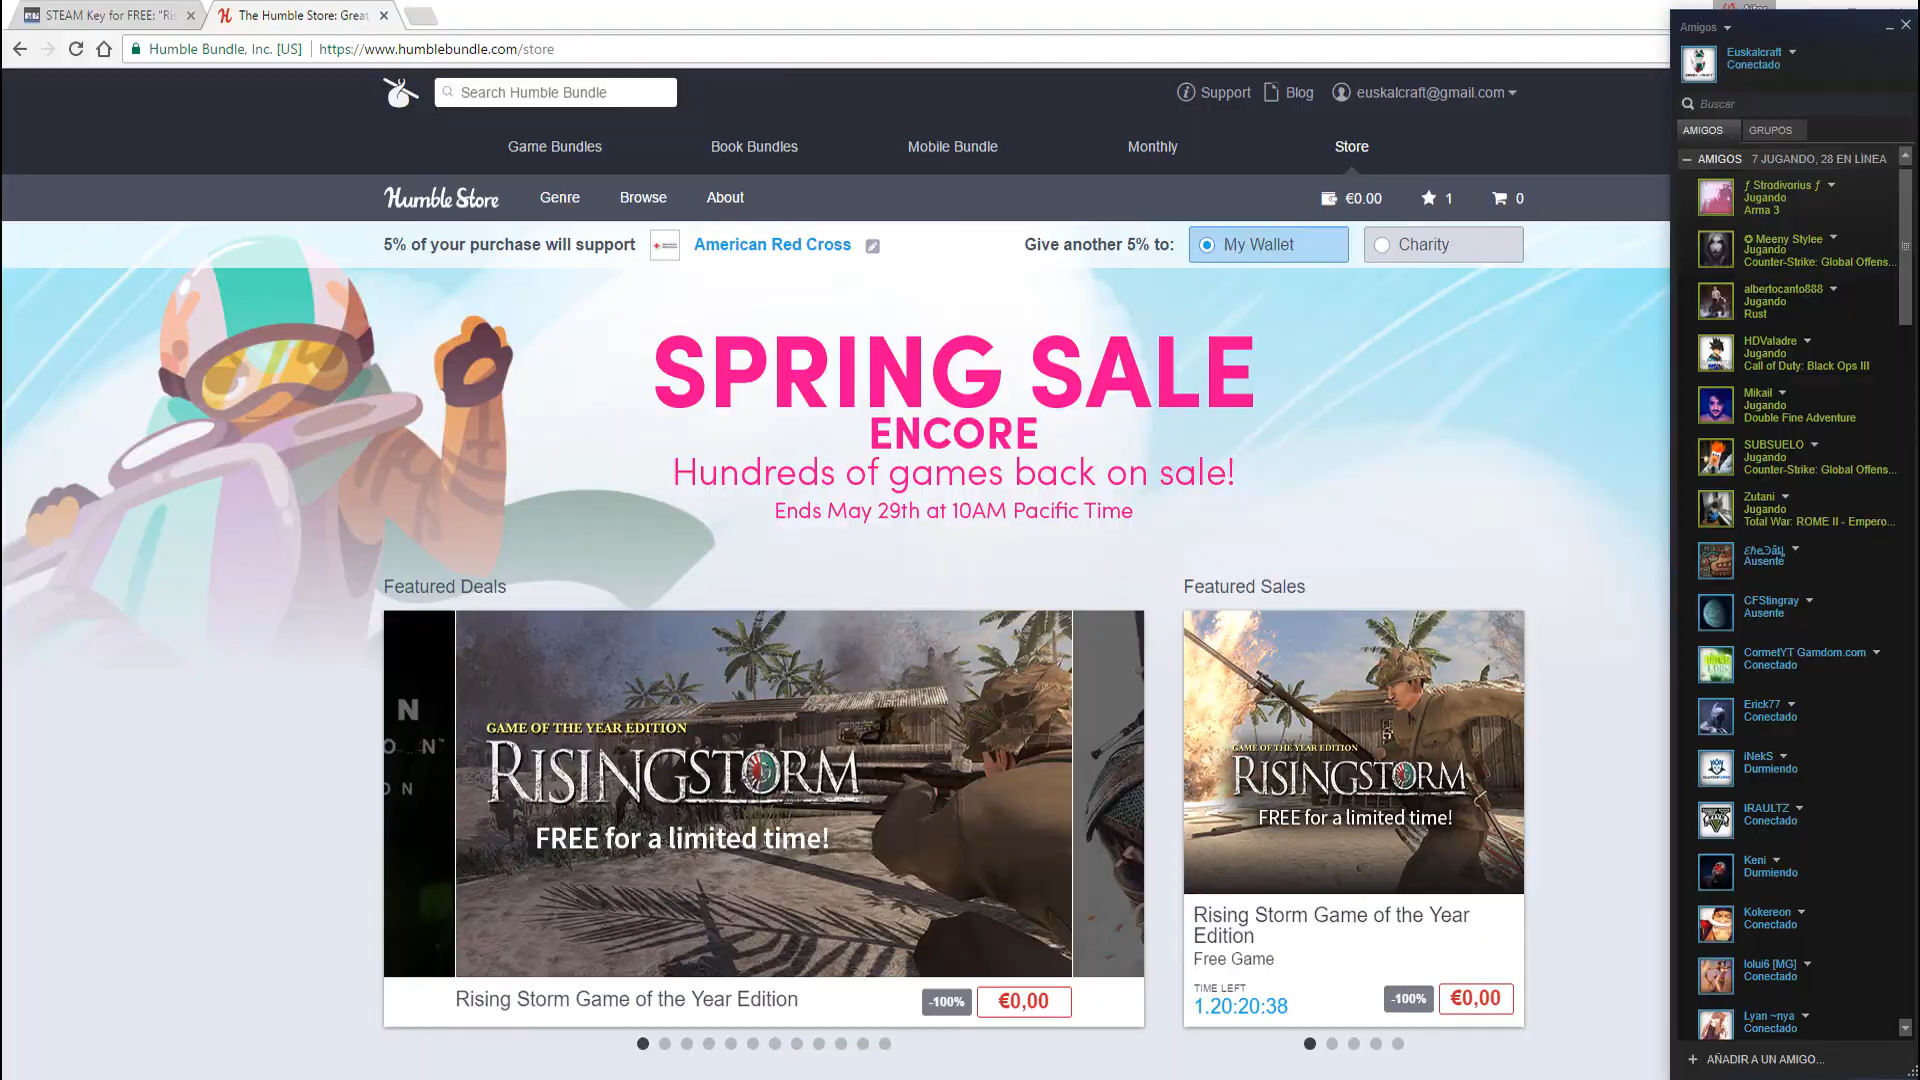 STEAM Key for FREE: "Ris
The Humble Store: Great
Humble Bundle, Inc. [US]
https://www.humblebundle.com/store
Search Humble Bundle
Support
Blog
euskalcraft@gmail.com
Game Bundles
Book Bundles
Mobile Bundle
Monthly
Store
Humble Store
Genre
Browse
About
€0.00
1
0
5% of your purchase will support
American Red Cross
Give another 5% to:
My Wallet
Charity
SPRING SALE
ENCORE
Hundreds of games back on sale!
Ends May 29th at 10AM Pacific Time
Featured Deals
N
O N™
O N
GAME OF THE YEAR EDITION
RISING STORM
FREE for a limited time!
Rising Storm Game of the Year Edition
-100%
€0,00
Featured Sales
GAME OF THE YEAR EDITION
RISING STORM
FREE for a limited time!
Rising Storm Game of the Year
Edition
Free Game
TIME LEFT
1.20:20:38
-100%
€0,00
Amigos
Euskalcraft
Conectado
Buscar
AMIGOS
GRUPOS
AMIGOS
7 JUGANDO, 28 EN LÍNEA
ƒ Stradivarius ƒ
Jugando
Arma 3
✪ Meeny Stylee
Jugando
Counter-Strike: Global Offens...
albertocanto888
Jugando
Rust
HDValadre
Jugando
Call of Duty: Black Ops III
Mikail
Jugando
Double Fine Adventure
SUBSUELO
Jugando
Counter-Strike: Global Offens...
Zutani
Jugando
Total War: ROME II - Empero...
Ausente
CFStingray
Ausente
CormetYT Gamdom.com
Conectado
Erick77
Conectado
iNekS
Durmiendo
IRAULTZ
Conectado
Keni
Durmiendo
Kokereon
Conectado
lolui6 [MG]
Conectado
Lyan ~nya
Conectado
+ AÑADIR A UN AMIGO...